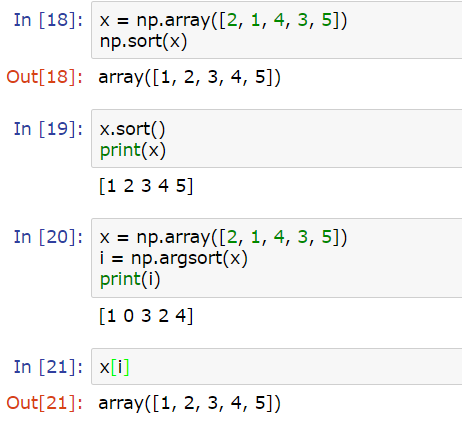 In [18]: x = np.array([2, 1, 4, 3, 5])
np.sort(x)
Out[18]: array([1, 2, 3, 4, 5])
In [19]: x.sort()
print(x)
[1 2 3 4 5]
In [20]: x = np.array([2, 1, 4, 3, 5])
i = np.argsort(x)
print(i)
[1 0 3 2 4]
In [21]: x[i]
Out[21]: array([1, 2, 3, 4, 5])